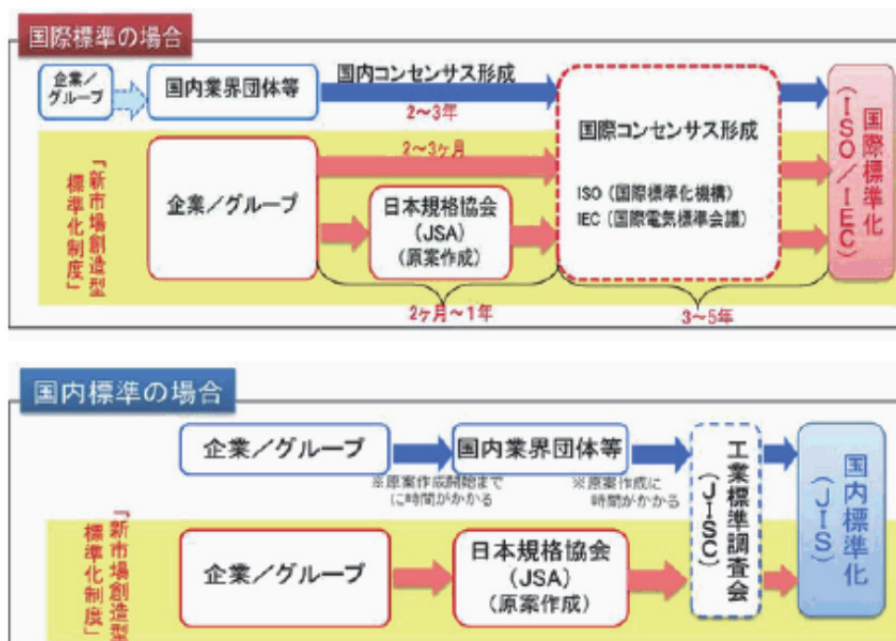 国際標準の場合
企業/
グループ
国内業界団体等
国内コンセンサス形成
2~3年
国際コンセンサス形成
ISO(国際標準化機構)
IEC(国際電気標準会議)
国際標準化
(ISO/IEC)
「新市場創造型
標準化制度」
企業/グループ
2~3ヶ月
日本規格協会
(JSA)
(原案作成)
2ヶ月~1年
3~5年
国内標準の場合
企業/グループ
※原案作成開始まで
に時間がかかる
国内業界団体等
※原案作成に
時間がかかる
工業標準調査会
(JISC)
国内標準化
(JIS)
「新市場創造型
標準化制度」
企業/グループ
日本規格協会
(JSA)
(原案作成)